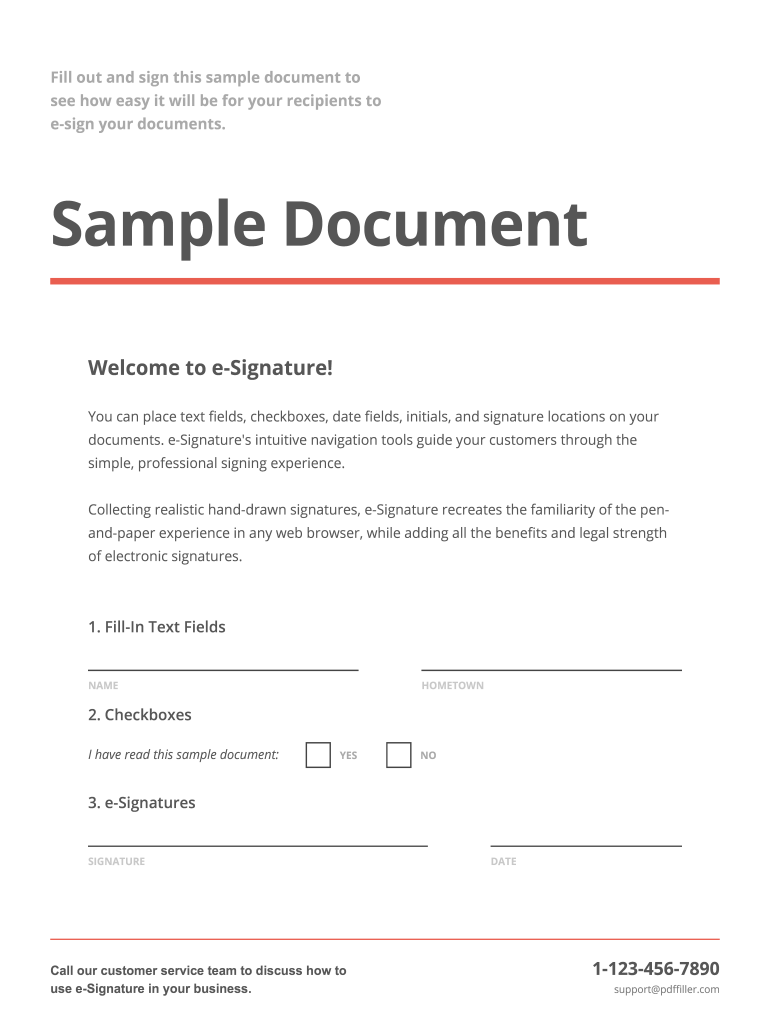 Fill out and sign this sample document to
see how easy it will be for your recipients to
e-sign your documents.
Sample Document
Welcome to e-Signature!
You can place text fields, checkboxes, date fields, initials, and signature locations on your
documents. e-Signature's intuitive navigation tools guide your customers through the
simple, professional signing experience.
Collecting realistic hand-drawn signatures, e-Signature recreates the familiarity of the pen-
and-paper experience in any web browser, while adding all the benefits and legal strength
of electronic signatures.
1. Fill-In Text Fields
NAME HOMETOWN
2. Checkboxes
I have read this sample document: YES NO
3. e-Signatures
SIGNATURE DATE
Call our customer service team to discuss how to
use e-Signature in your business.
1-123-456-7890
support@pdffiller.com